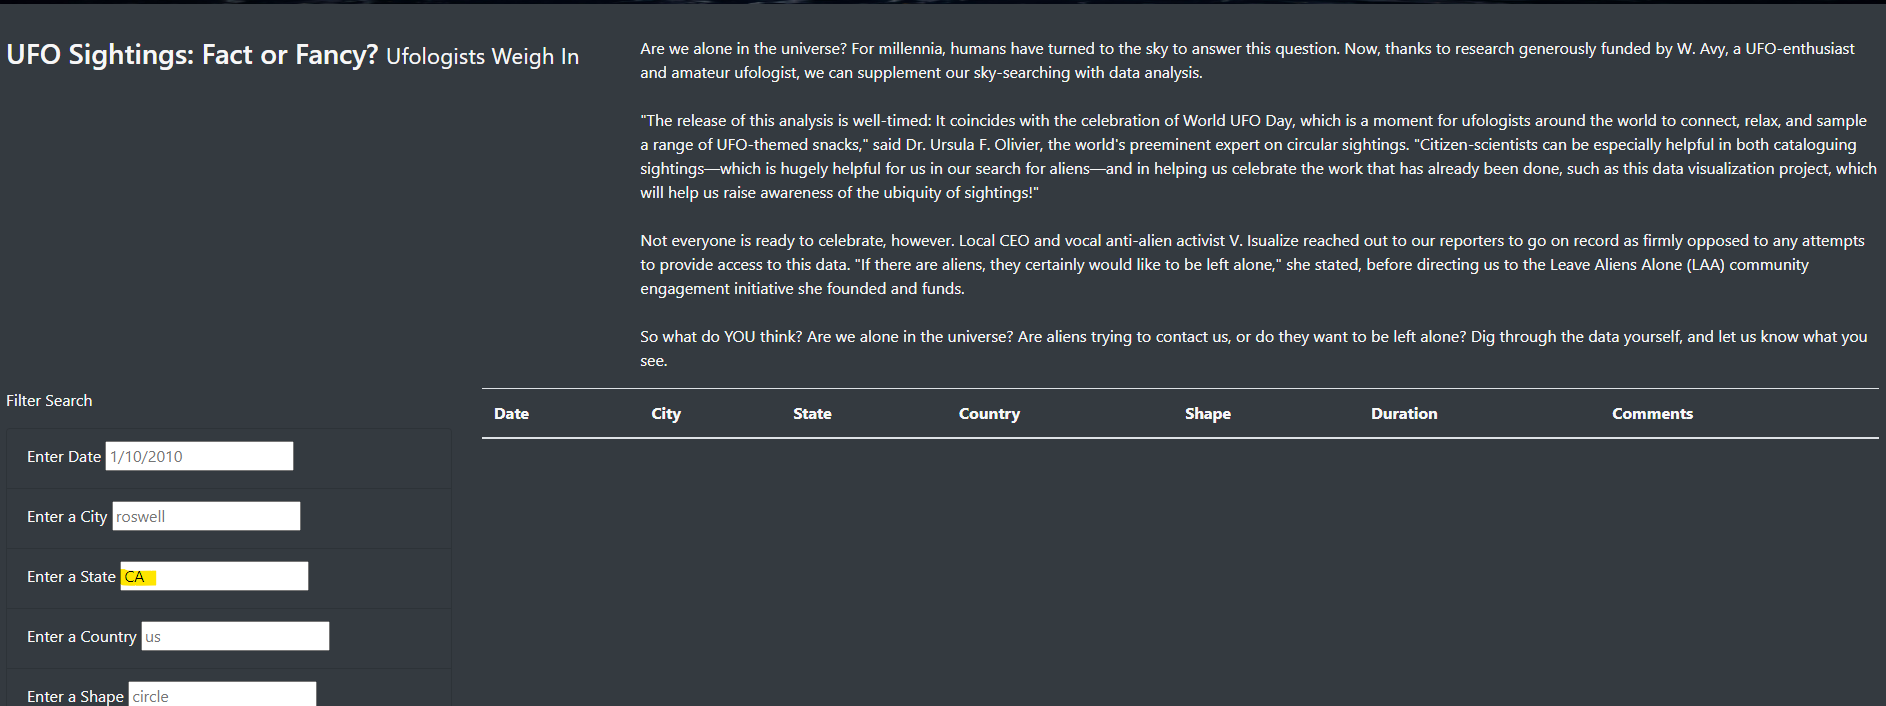 UFO Sightings: Fact or Fancy? Ufologists Weigh In
Are we alone in the universe? For millennia, humans have turned to the sky to answer this question. Now, thanks to research generously funded by W. Avy, a UFO-enthusiast
and amateur ufologist, we can supplement our sky-searching with data analysis.
"The release of this analysis is well-timed: It coincides with the celebration of World UFO Day, which is a moment for ufologists around the world to connect, relax, and sample
a range of UFO-themed snacks," said Dr. Ursula F. Olivier, the world's preeminent expert on circular sightings. "Citizen-scientists can be especially helpful in both cataloguing
sightings—which is hugely helpful for us in our search for aliens—and in helping us celebrate the work that has already been done, such as this data visualization project, which
will help us raise awareness of the ubiquity of sightings!"
Not everyone is ready to celebrate, however. Local CEO and vocal anti-alien activist V. Isualize reached out to our reporters to go on record as firmly opposed to any attempts
to provide access to this data. "If there are aliens, they certainly would like to be left alone," she stated, before directing us to the Leave Aliens Alone (LAA) community
engagement initiative she founded and funds.
So what do YOU think? Are we alone in the universe? Are aliens trying to contact us, or do they want to be left alone? Dig through the data yourself, and let us know what you
see.
Filter Search
Enter Date 1/10/2010
Enter a City roswell
Enter a State CA
Enter a Country us
Enter a Shape circle
Date City State Country Shape Duration Comments